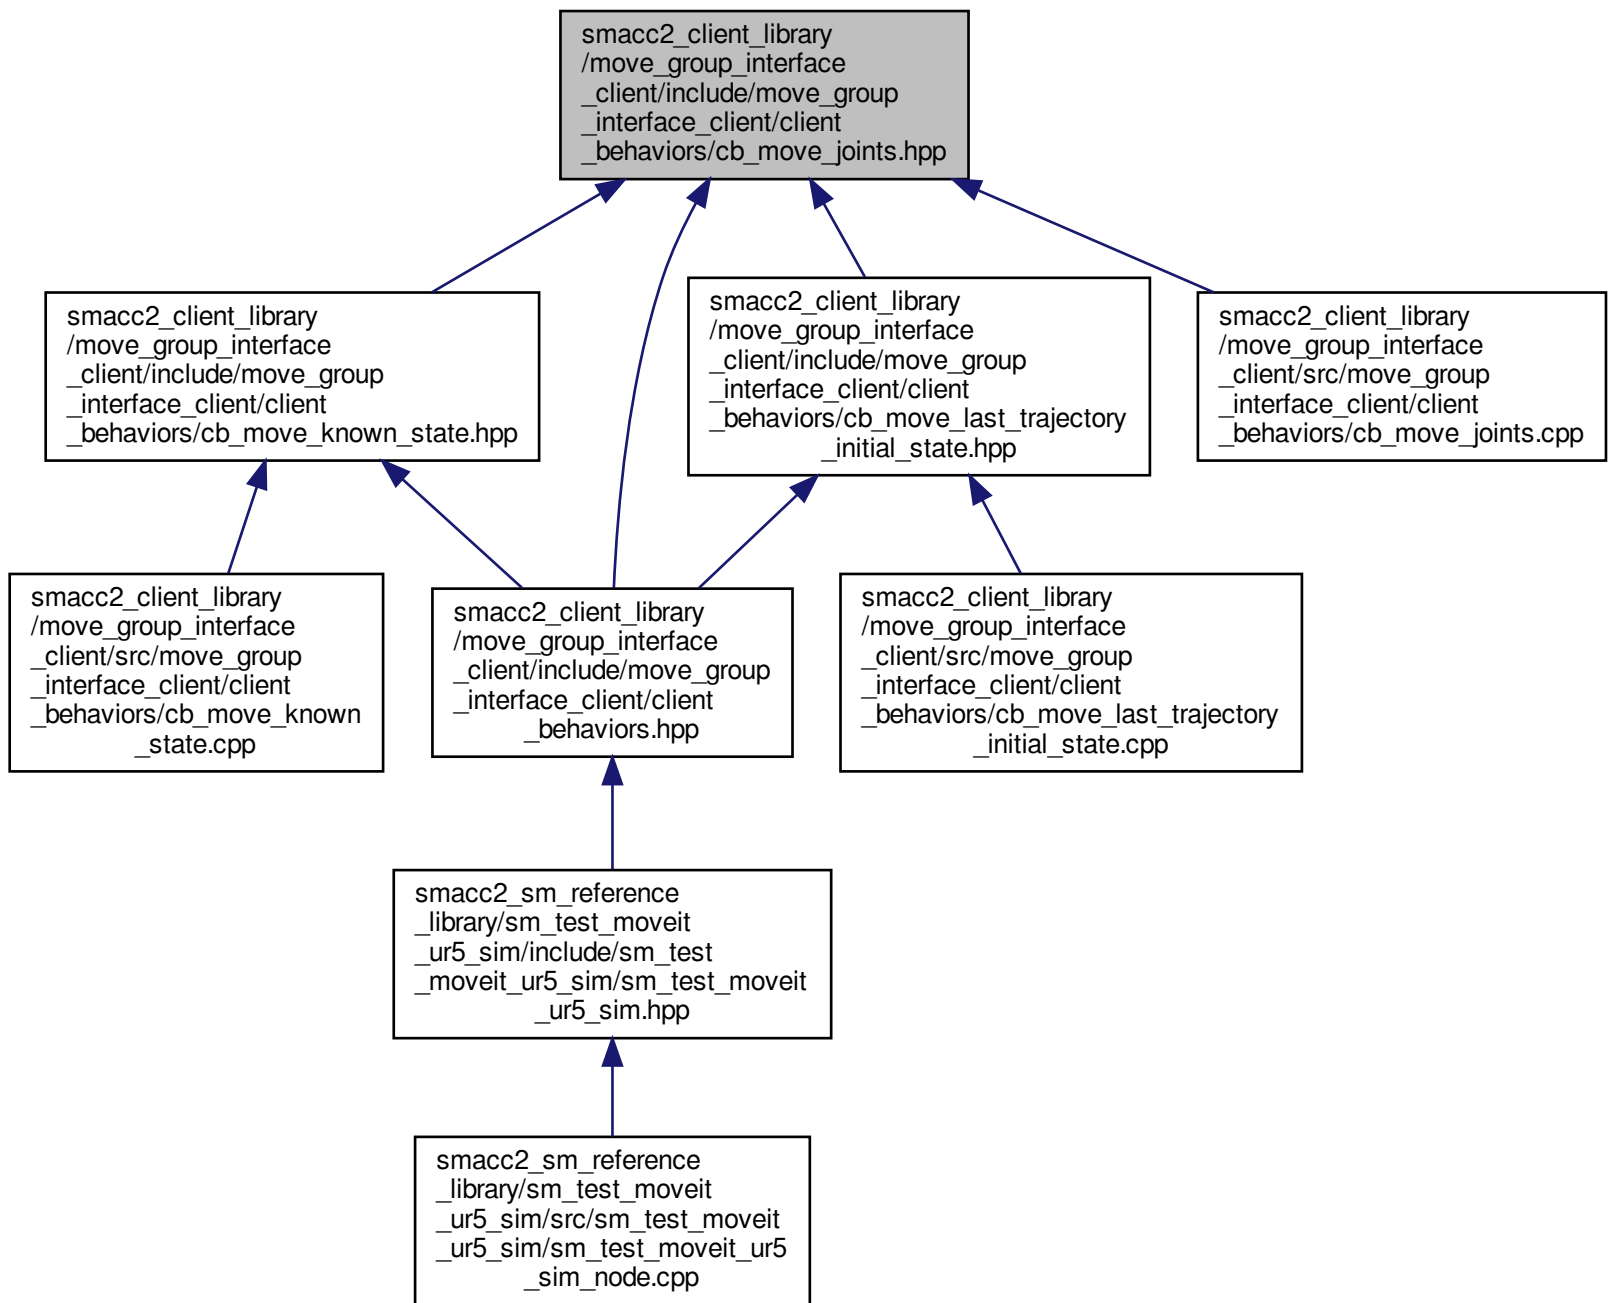 smacc2_client_library
/move_group_interface
_client/include/move_group
_interface_client/client
_behaviors/cb_move_joints.hpp
smacc2_client_library
/move_group_interface
_client/include/move_group
_interface_client/client
_behaviors/cb_move_known_state.hpp
smacc2_client_library
/move_group_interface
_client/include/move_group
_interface_client/client
_behaviors/cb_move_last_trajectory
_initial_state.hpp
smacc2_client_library
/move_group_interface
_client/src/move_group
_interface_client/client
_behaviors/cb_move_joints.cpp
smacc2_client_library
/move_group_interface
_client/src/move_group
_interface_client/client
_behaviors/cb_move_known
_state.cpp
smacc2_client_library
/move_group_interface
_client/include/move_group
_interface_client/client
_behaviors.hpp
smacc2_client_library
/move_group_interface
_client/src/move_group
_interface_client/client
_behaviors/cb_move_last_trajectory
_initial_state.cpp
smacc2_sm_reference
_library/sm_test_moveit
_ur5_sim/include/sm_test
_moveit_ur5_sim/sm_test_moveit
_ur5_sim.hpp
smacc2_sm_reference
_library/sm_test_moveit
_ur5_sim/src/sm_test_moveit
_ur5_sim/sm_test_moveit_ur5
_sim_node.cpp